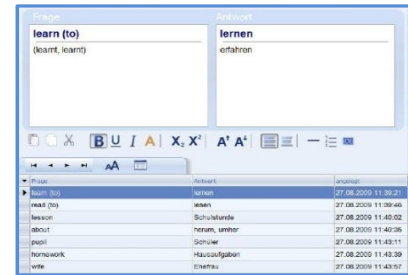 Frage
Antwort
learn (to)
(learnt, learnt)
lernen
erfahren
B U I A X₂ X² A A
AA
Frage Antwort angelegt
learn (to) lernen 27.08.2009 11:39:21
read (to) lesen 27.08.2009 11:39:46
lesson Schulstunde 27.08.2009 11:40:02
about herum, umher 27.08.2009 11:40:35
pupil Schüler 27.08.2009 11:43:11
homework Hausaufgaben 27.08.2009 11:43:39
wife Ehefrau 27.08.2009 11:43:57